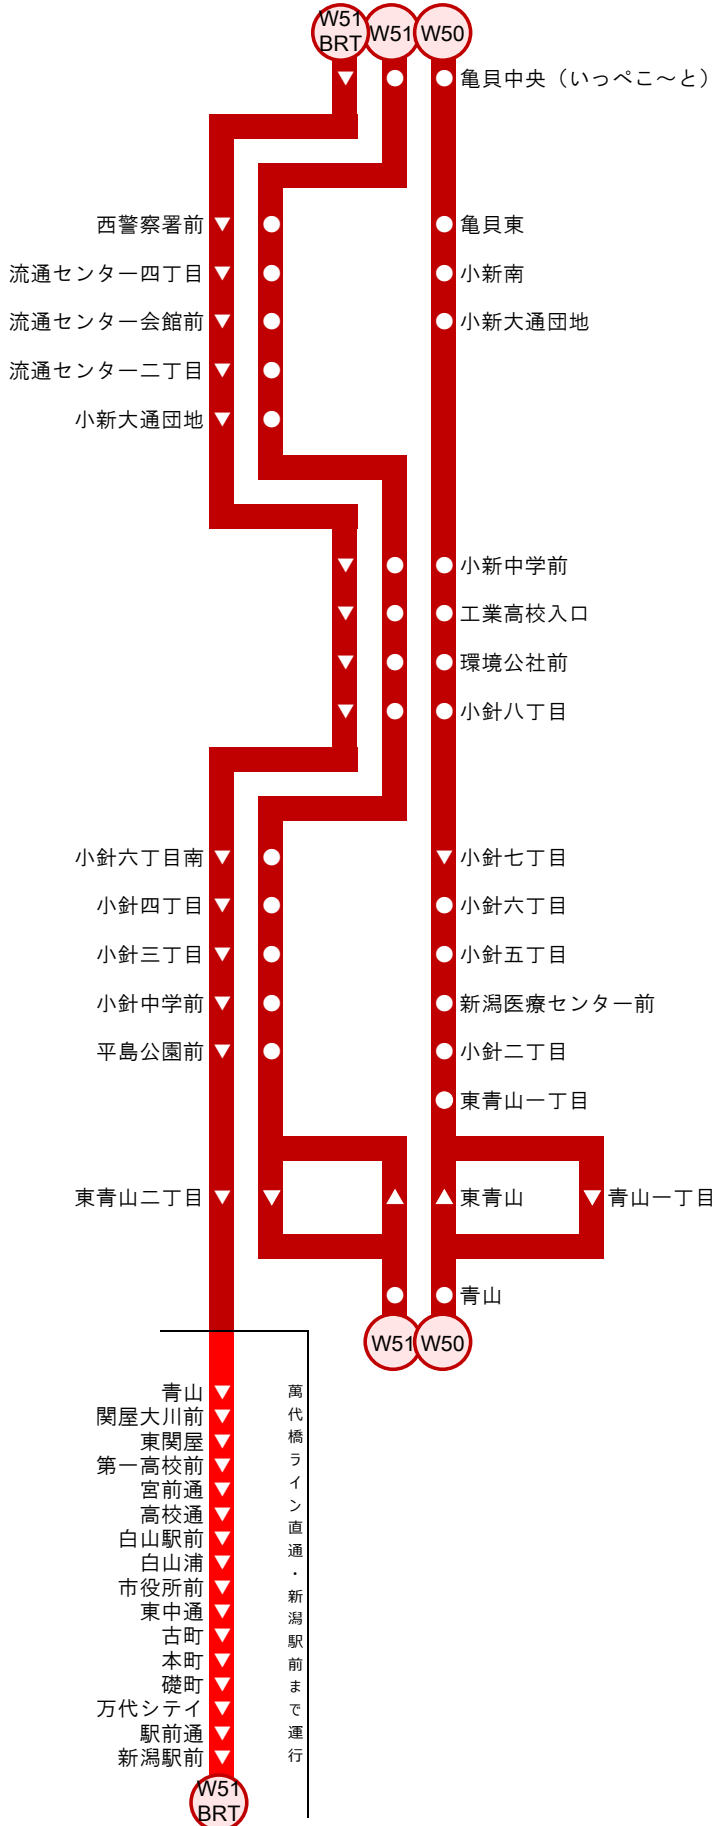 W51
BRT
W51
W50
亀貝中央（いっぺこ～と）
西警察署前
亀貝東
流通センター四丁目
小新南
流通センター会館前
小新大通団地
流通センター二丁目
小新大通団地
小新中学前
工業高校入口
環境公社前
小針八丁目
小針六丁目南
小針七丁目
小針四丁目
小針六丁目
小針三丁目
小針五丁目
小針中学前
新潟医療センター前
平島公園前
小針二丁目
東青山一丁目
東青山二丁目
東青山
青山一丁目
青山
W51
W50
青山
関屋大川前
東関屋
第一高校前
宮前通
高校通
白山駅前
白山浦
市役所前
東中通
古町
本町
礎町
万代シテイ
駅前通
新潟駅前
萬代橋ライン直通・新潟駅前まで運行
W51
BRT